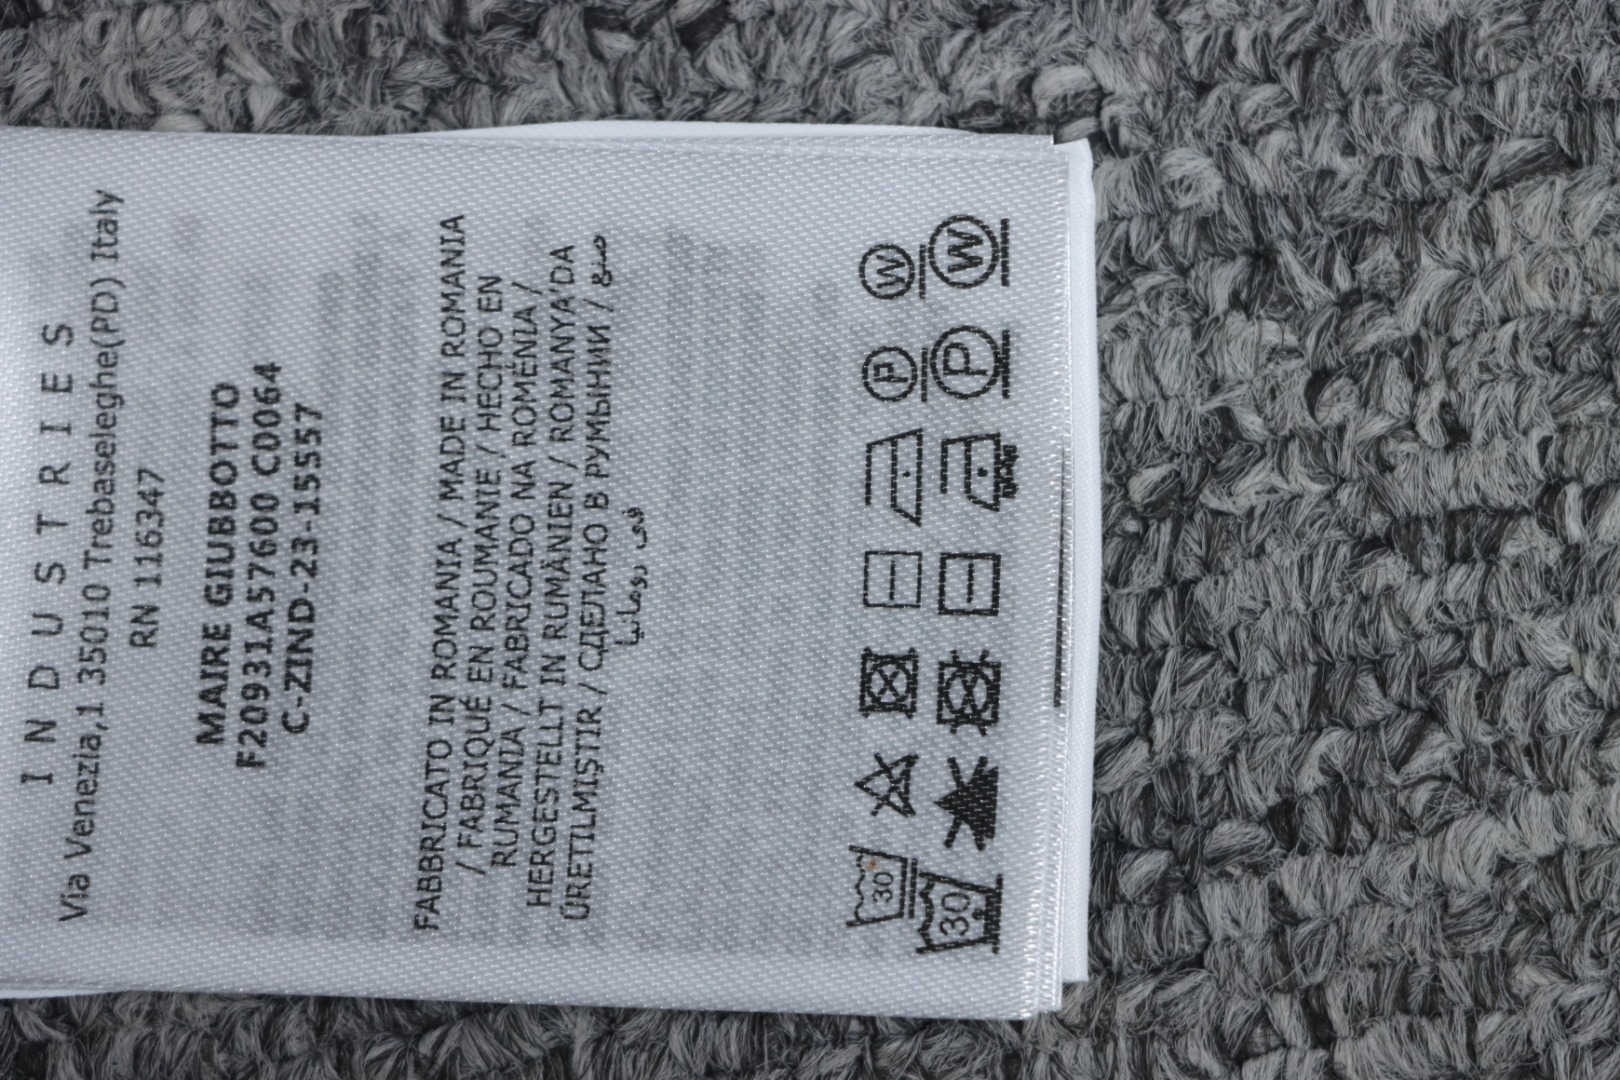 INDUSTRIES
Via Venezia,1 35010 Trebaseleghe(PD) Italy
RN 116347
MAIRE GIUBBOTTO
F20931A57600 C0064
C-ZIND-23-15557
FABBRICATO IN ROMANIA / MADE IN ROMANIA
/ FABRIQUÉ EN ROUMANIE / HECHO EN
RUMANIA / FABRICADO NA ROMÉNIA /
HERGESTELLT IN RUMÄNIEN / ROMANYA'DA
ÜRETILMIŞTIR / СДЕЛАНО В РУМЫНИИ / صنع
في رومانيا
30 P W
30 P W